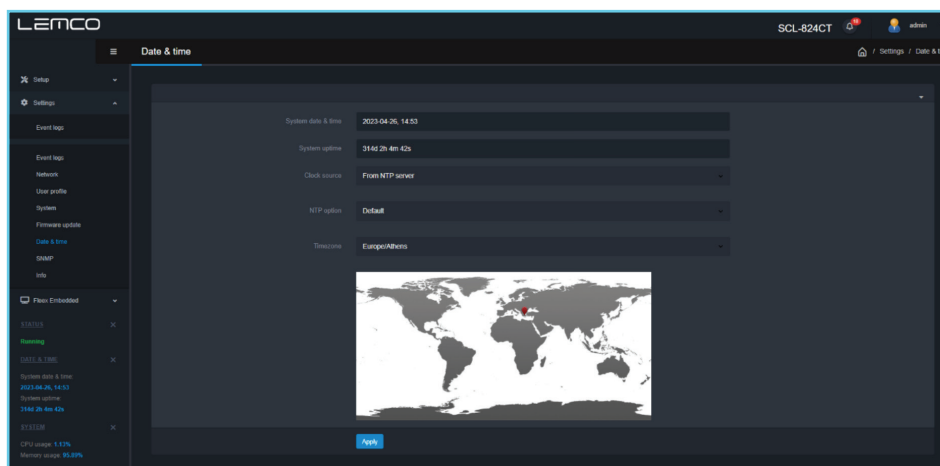 LEMCO
SCL-824CT
admin
Date & time
/ Settings / Date & t
Setup
Settings
Event logs
Event logs
Network
User profile
System
Firmware update
Date & time
SNMP
Info
Fleex Embedded
STATUS
Running
DATE & TIME
System date & time:
2023-04-26, 14:53
System uptime
314d 2h 4m 42s
SYSTEM
CPU usage: 1.13%
Memory usage: 95.89%
System date & time
2023-04-26, 14:53
System uptime
314d 2h 4m 42s
Clock source
From NTP server
NTP option
Default
Timezone
Europe/Athens
Apply